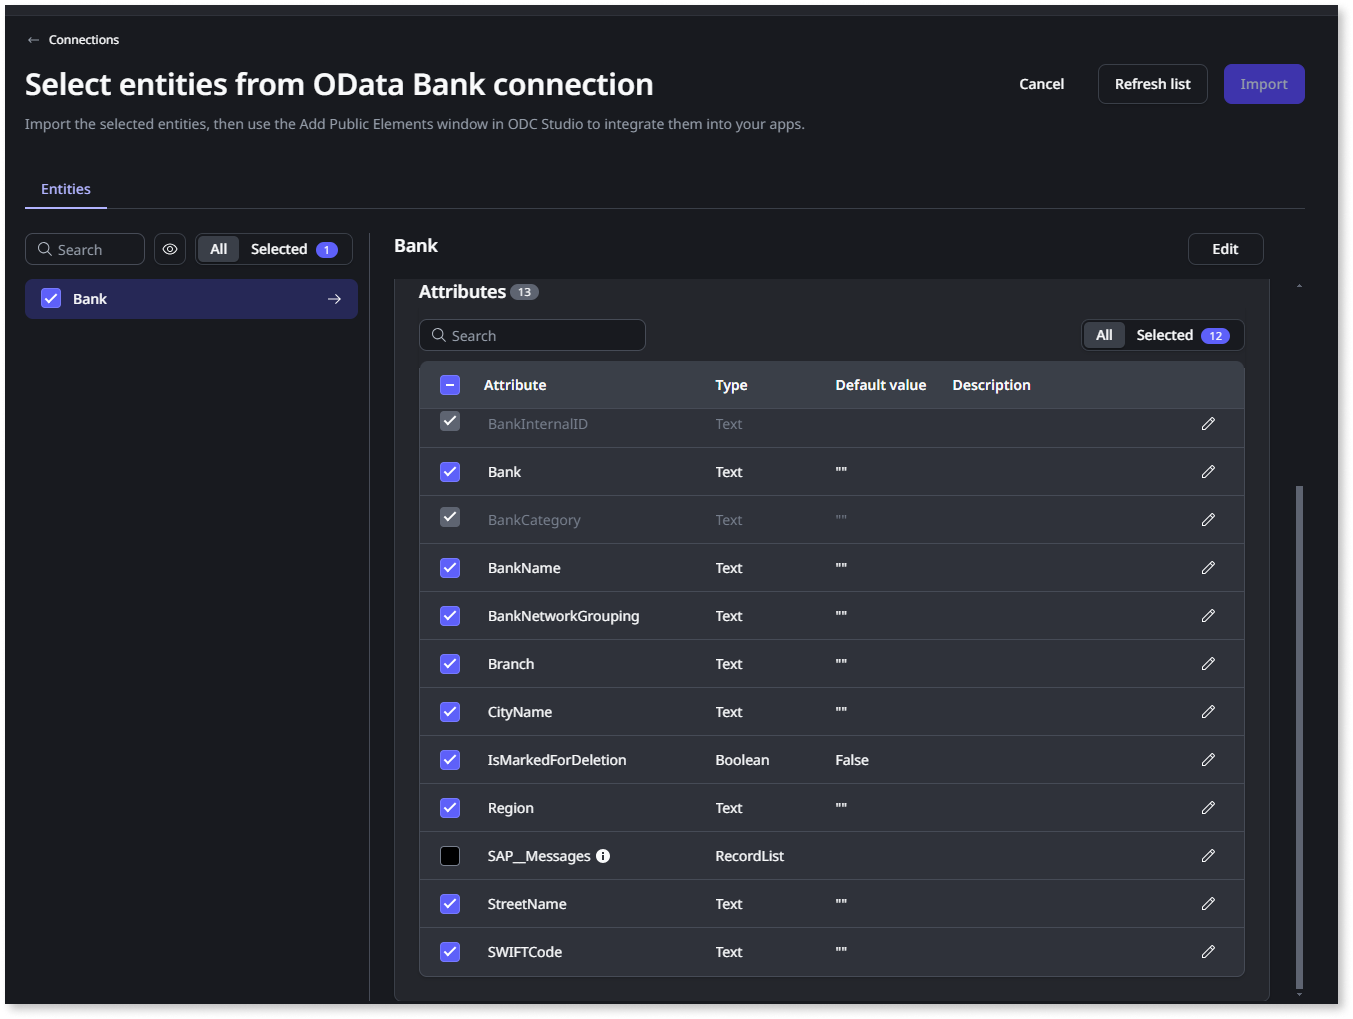 ← Connections
Select entities from OData Bank connection
Cancel
Refresh list
Import
Import the selected entities, then use the Add Public Elements window in ODC Studio to integrate them into your apps.
Entities
Search
All
Selected 1
Bank
Bank →
Edit
Attributes 13
Search
All
Selected 12
Attribute Type Default value Description
BankInternalID Text
Bank Text ""
BankCategory Text ""
BankName Text ""
BankNetworkGrouping Text ""
Branch Text ""
CityName Text ""
IsMarkedForDeletion Boolean False
Region Text ""
SAP__Messages RecordList
StreetName Text ""
SWIFTCode Text ""